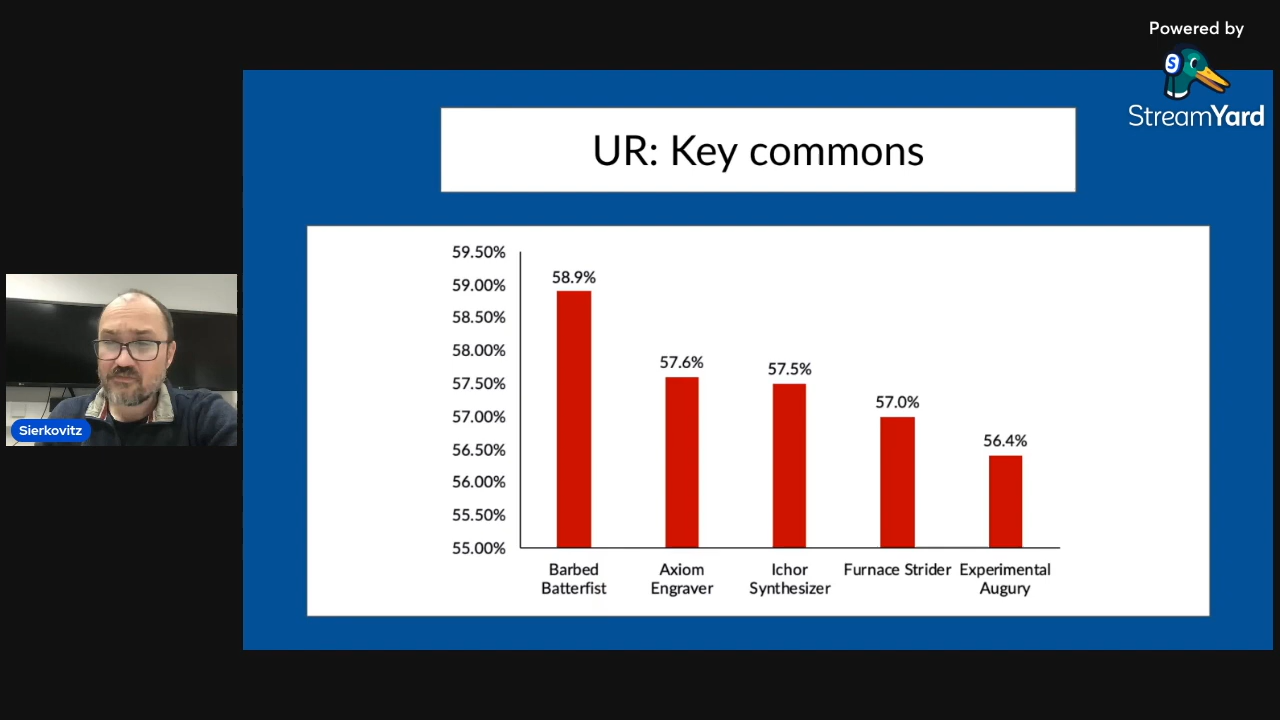 Powered by
StreamYard
UR: Key commons
59.50%
59.00%
58.50%
58.00%
57.50%
57.00%
56.50%
56.00%
55.50%
55.00%
58.9%
57.6%
57.5%
57.0%
56.4%
Barbed
Batterfist
Axiom
Engraver
Ichor
Synthesizer
Furnace Strider
Experimental
Augury
Sierkovitz